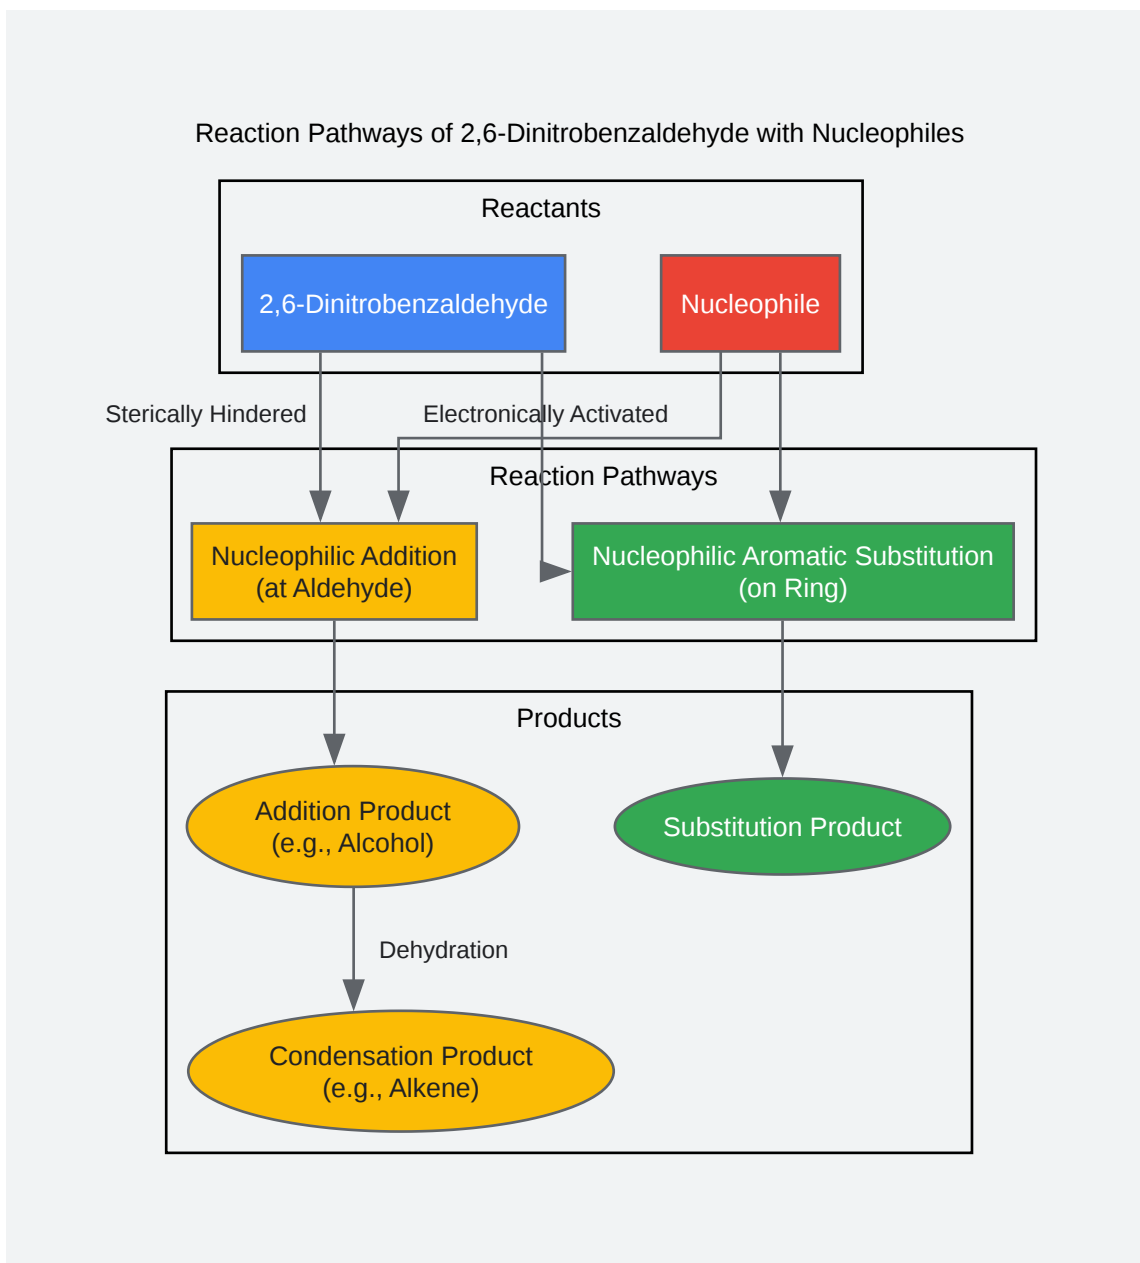 Reaction Pathways of 2,6-Dinitrobenzaldehyde with Nucleophiles
Reactants
2,6-Dinitrobenzaldehyde
Nucleophile
Sterically Hindered
Electronically Activated
Reaction Pathways
Nucleophilic Addition
(at Aldehyde)
Nucleophilic Aromatic Substitution
(on Ring)
Products
Addition Product
(e.g., Alcohol)
Substitution Product
Dehydration
Condensation Product
(e.g., Alkene)